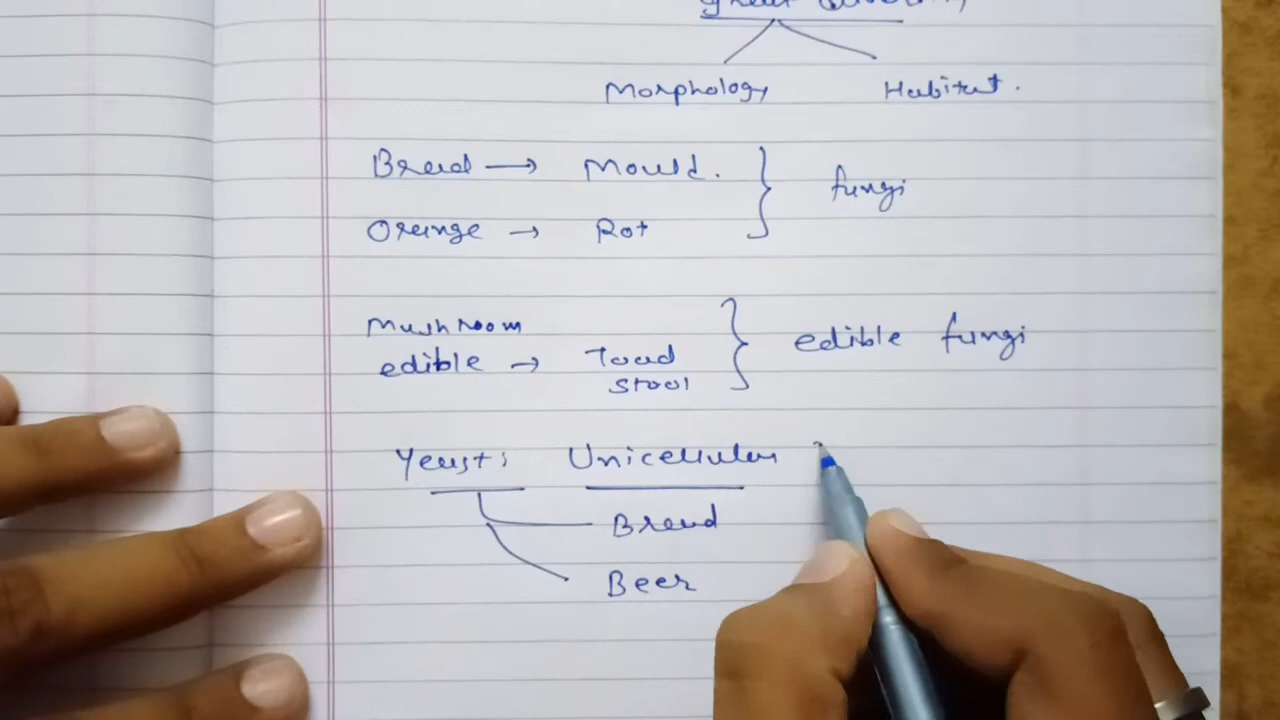 Morphology Habitat.
Bread → Mould. } fungi
Orange → Rot
Mushroom
edible → Toad stool } edible fungi
Yeast: Unicellular
Bread
Beer